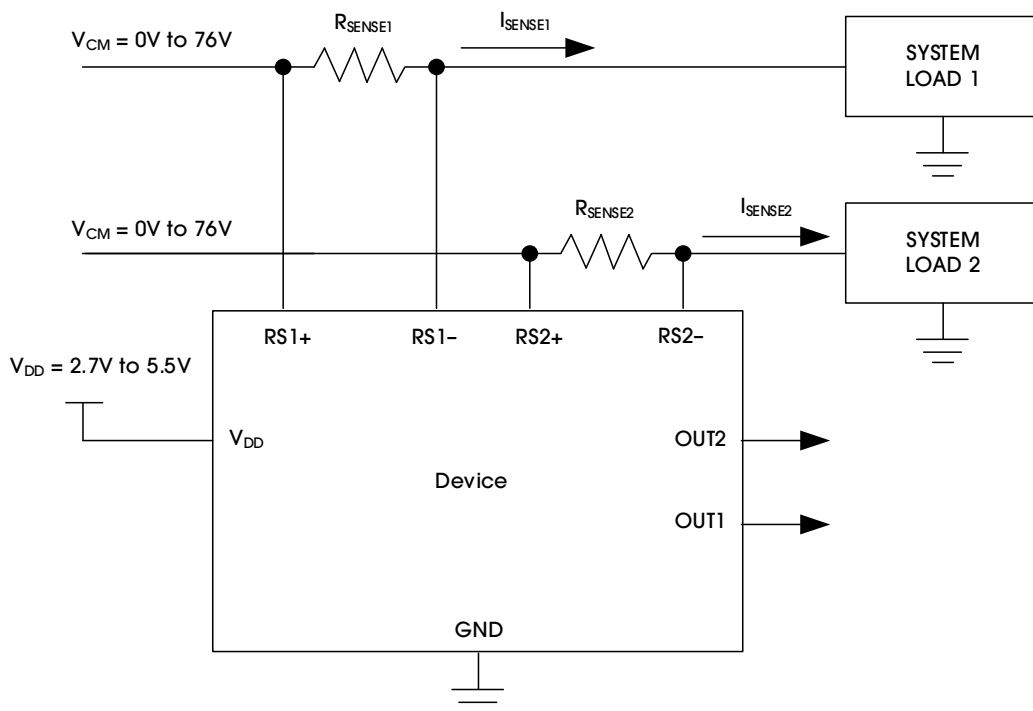 R_SENSE1
I_SENSE1
V_CM = 0V to 76V
SYSTEM
LOAD 1
R_SENSE2
I_SENSE2
V_CM = 0V to 76V
SYSTEM
LOAD 2
RS1+ RS1− RS2+ RS2−
V_DD = 2.7V to 5.5V
V_DD
OUT2
Device
OUT1
GND